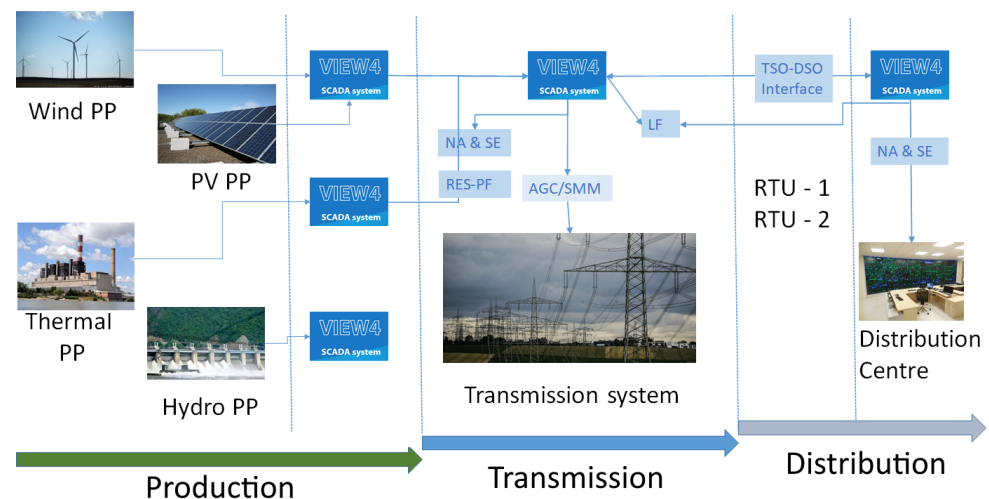 Wind PP
PV PP
Thermal
PP
Hydro PP
VIEW4
SCADA system
VIEW4
SCADA system
VIEW4
SCADA system
VIEW4
SCADA system
NA & SE
RES-PF
AGC/SMM
LF
Transmission system
TSO-DSO
Interface
RTU - 1
RTU - 2
VIEW4
SCADA system
NA & SE
Distribution
Centre
Production
Transmission
Distribution